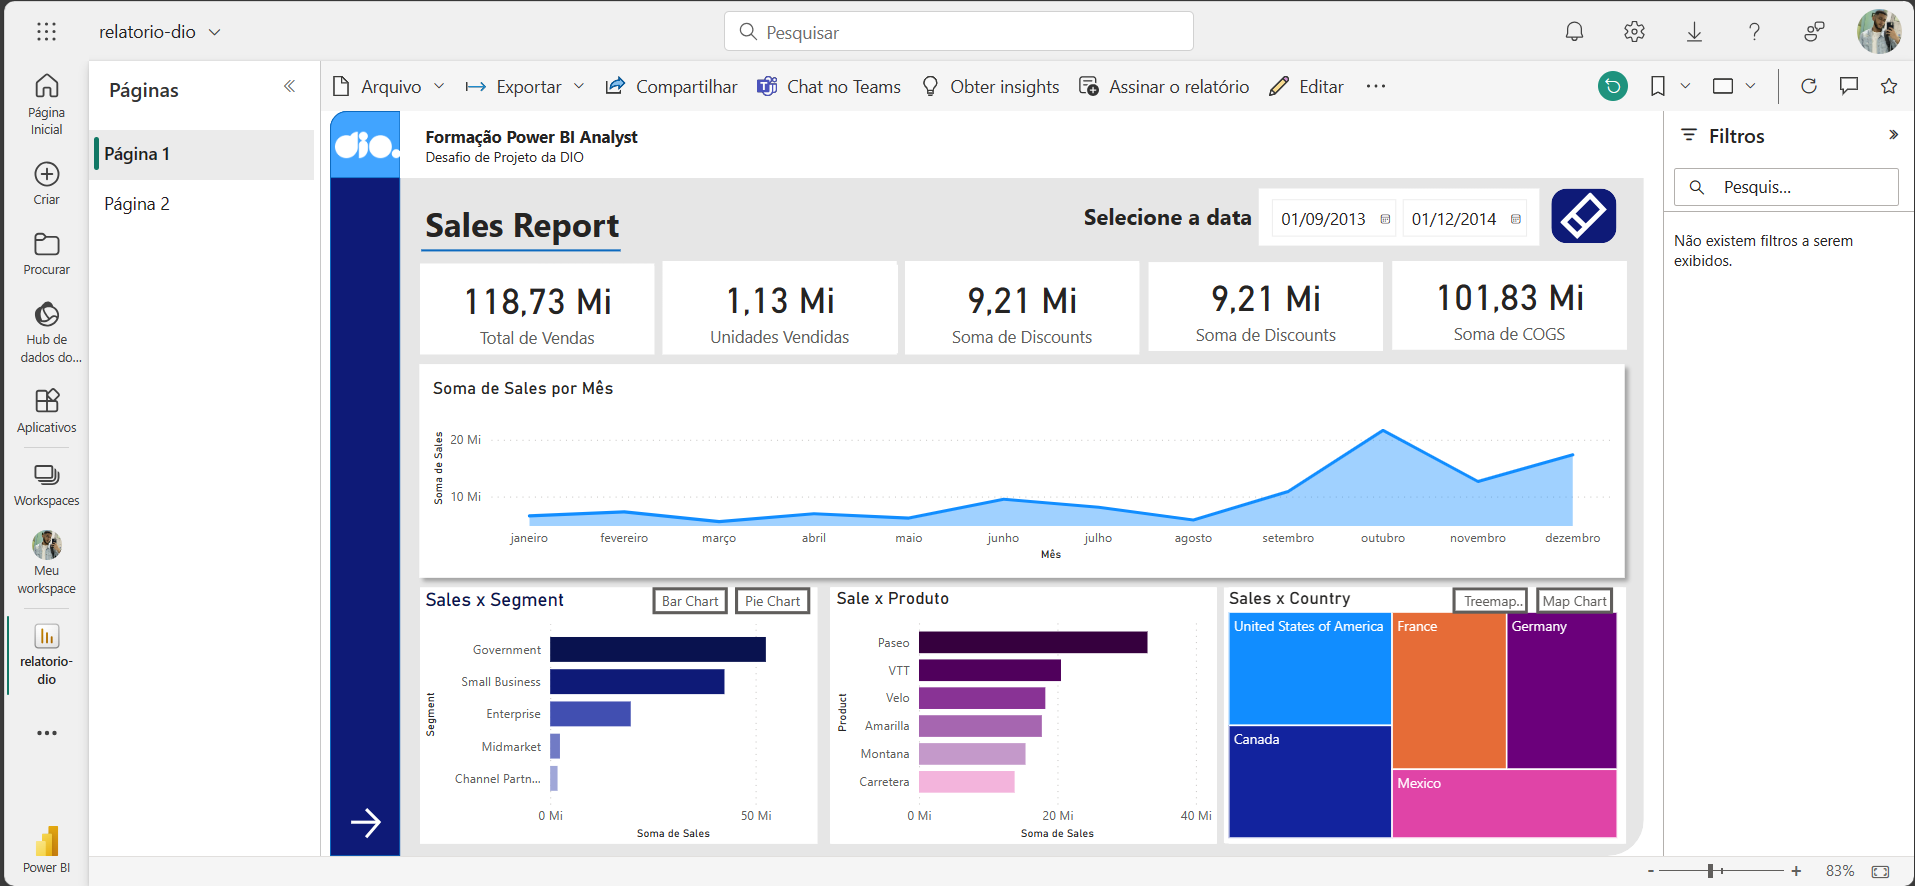 relatorio-dio
Pesquisar
Página
Inicial
Criar
Procurar
Hub de
dados do...
Aplicativos
Workspaces
Meu
workspace
relatorio-
dio
Power BI
Páginas
Página 1
Página 2
Arquivo
Exportar
Compartilhar
Chat no Teams
Obter insights
Assinar o relatório
Editar
dio.
Formação Power BI Analyst
Desafio de Projeto da DIO
Sales Report
Selecione a data
01/09/2013
01/12/2014
118,73 Mi
Total de Vendas
1,13 Mi
Unidades Vendidas
9,21 Mi
Soma de Discounts
9,21 Mi
Soma de Discounts
101,83 Mi
Soma de COGS
Soma de Sales por Mês
Soma de Sales
20 Mi
10 Mi
janeiro
fevereiro
março
abril
maio
junho
julho
agosto
setembro
outubro
novembro
dezembro
Mês
Sales x Segment
Bar Chart
Pie Chart
Segment
Government
Small Business
Enterprise
Midmarket
Channel Partn...
0 Mi
50 Mi
Soma de Sales
Sale x Produto
Product
Paseo
VTT
Velo
Amarilla
Montana
Carretera
0 Mi
20 Mi
40 Mi
Soma de Sales
Sales x Country
Treemap..
Map Chart
United States of America
France
Germany
Canada
Mexico
Filtros
Pesquis...
Não existem filtros a serem
exibidos.
- + 83%